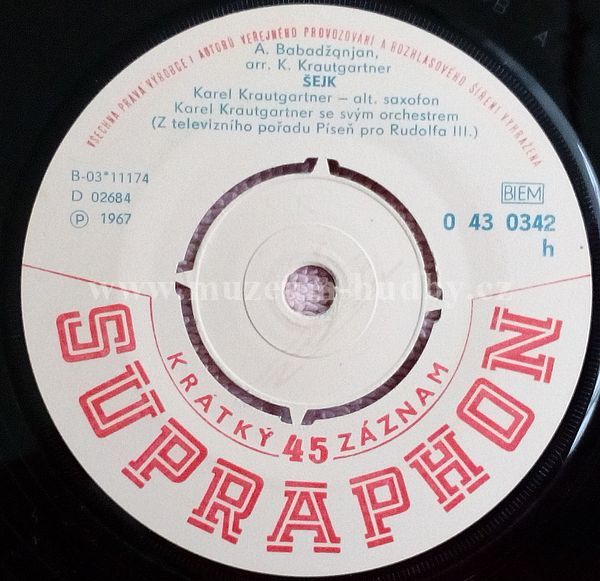 VŠECHNA PRÁVA VÝROBCE I AUTORŮ VEŘEJNÉHO PROVOZOVÁNÍ A ROZHLASOVÉHO ŠÍŘENÍ VYHRAŽENA
A. Babadžąnjan,
arr. K. Krautgartner
ŠEJK
Karel Krautgartner – alt. saxofon
Karel Krautgartner se svým orchestrem
(Z televizního pořadu Píseň pro Rudolfa III.)
B-03*11174
D 02684
Ⓟ 1967
BIEM
0 43 0342
h
www.muzeum-hudby.cz
KRÁTKÝ 45 ZÁZNAM
SUPRAPHON